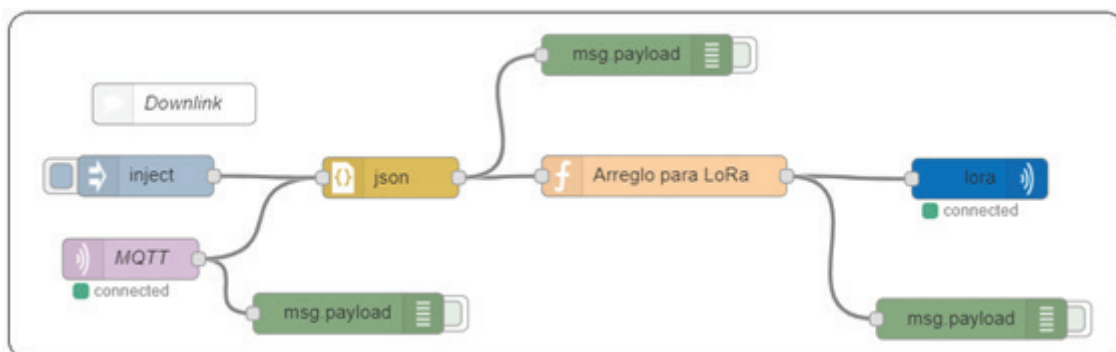 msg.payload
Downlink
inject
json
Arreglo para LoRa
lora
connected
MQTT
connected
msg.payload
msg.payload